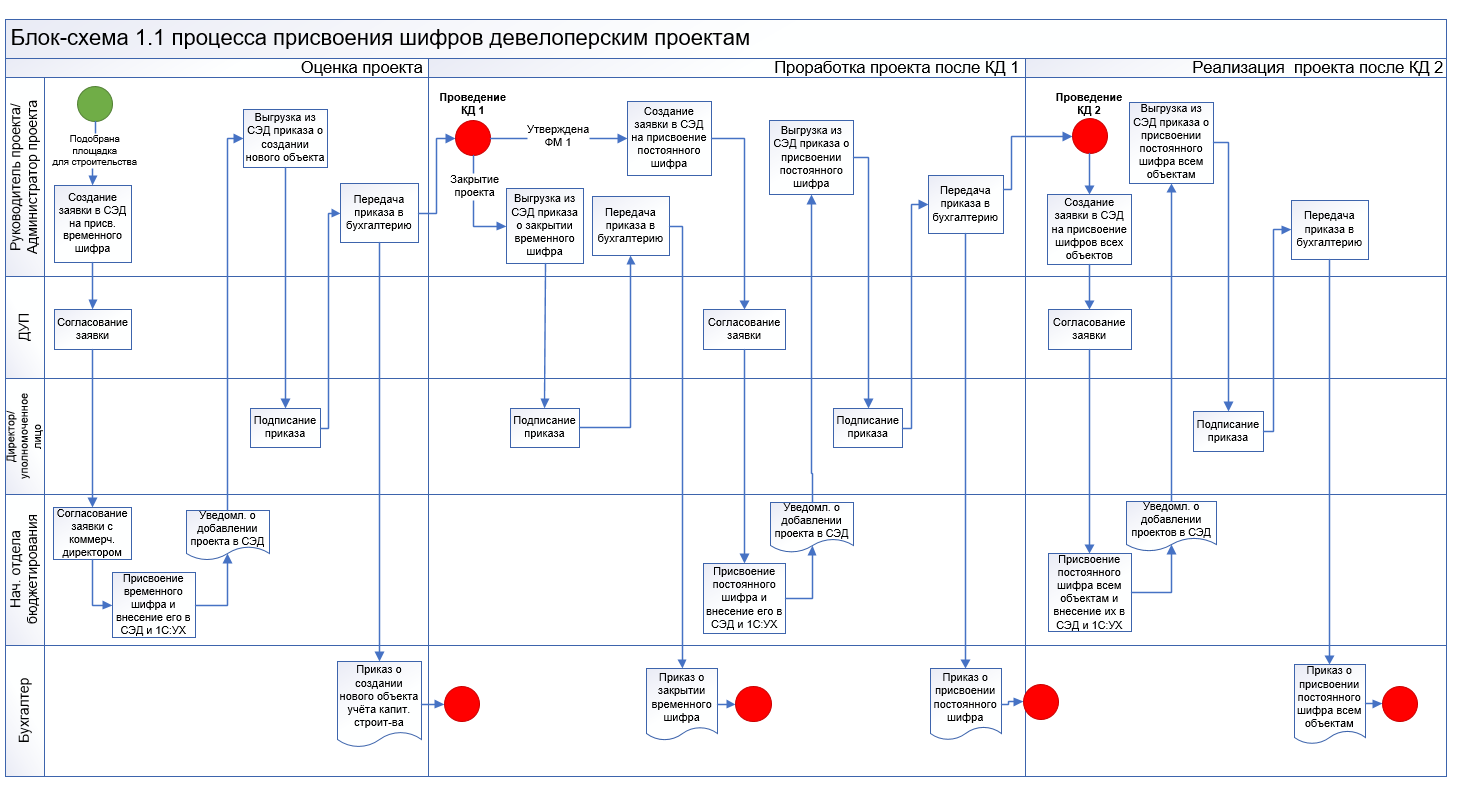 Блок-схема 1.1 процесса присвоения шифров девелоперским проектам
Оценка проекта
Проработка проекта после КД 1
Реализация проекта после КД 2
Руководитель проекта/
Администратор проекта
Подобрана
площадка
для строительства
Создание
заявки в СЭД
на присв.
временного
шифра
Выгрузка из
СЭД приказа о
создании
нового объекта
Передача
приказа в
бухгалтерию
Проведение
КД 1
Утверждена
ФМ 1
Закрытие
проекта
Выгрузка из
СЭД приказа
о закрытии
временного
шифра
Передача
приказа в
бухгалтерию
Создание
заявки в СЭД
на присвоение
постоянного
шифра
Выгрузка из
СЭД приказа о
присвоении
постоянного
шифра
Передача
приказа в
бухгалтерию
Проведение
КД 2
Создание
заявки в СЭД
на присвоение
шифров всех
объектов
Выгрузка из
СЭД приказа о
присвоении
постоянного
шифра всем
объектам
Передача
приказа в
бухгалтерию
ДУП
Согласование
заявки
Согласование
заявки
Согласование
заявки
Директор/
уполномоченное
лицо
Подписание
приказа
Подписание
приказа
Подписание
приказа
Подписание
приказа
Нач. отдела
бюджетирования
Согласование
заявки с
коммерч.
директором
Присвоение
временного
шифра и
внесение его в
СЭД и 1С:УХ
Уведомл. о
добавлении
проекта в СЭД
Присвоение
постоянного
шифра и
внесение его в
СЭД и 1С:УХ
Уведомл. о
добавлении
проекта в СЭД
Присвоение
постоянного
шифра всем
объектам и
внесение их в
СЭД и 1С:УХ
Уведомл. о
добавлении
проектов в СЭД
Бухгалтер
Приказ о
создании
нового объекта
учёта капит.
строит-ва
Приказ о
закрытии
временного
шифра
Приказ о
присвоении
постоянного
шифра
Приказ о
присвоении
постоянного
шифра всем
объектам